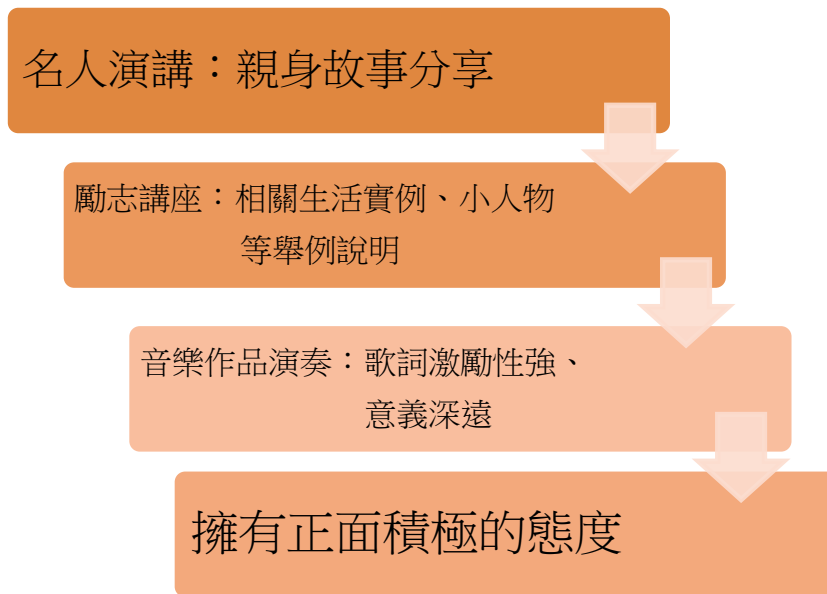 名人演講：親身故事分享
勵志講座：相關生活實例、小人物
等舉例說明
音樂作品演奏：歌詞激勵性強、
意義深遠
擁有正面積極的態度